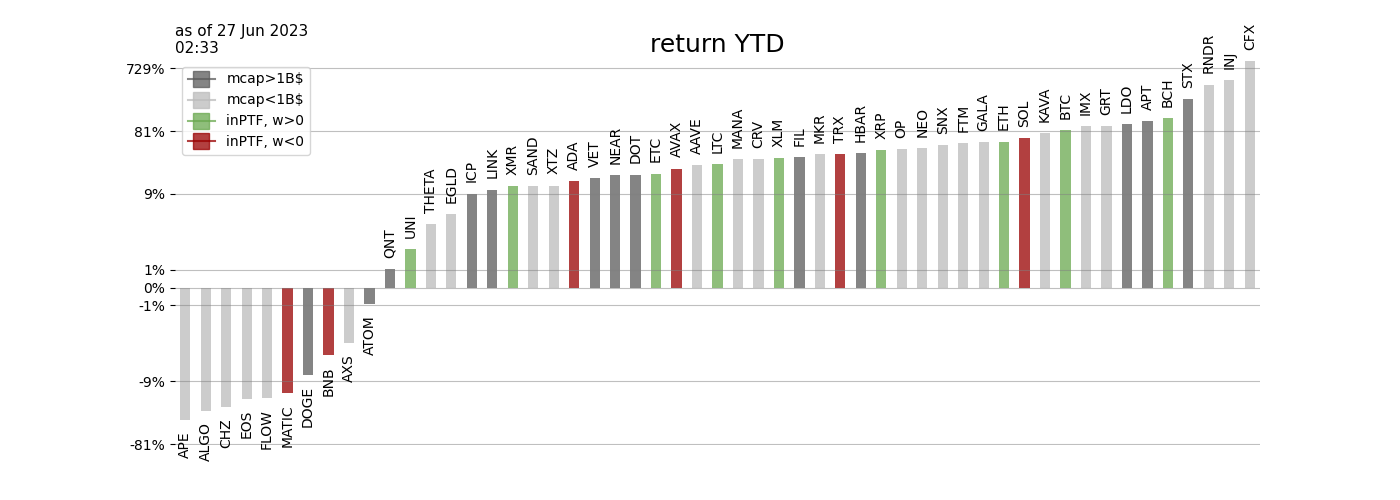 as of 27 Jun 2023
02:33
return YTD
729%
81%
9%
1%
0%
-1%
-9%
-81%
mcap>1B$
mcap<1B$
inPTF, w>0
inPTF, w<0
APE
ALGO
CHZ
EOS
FLOW
MATIC
DOGE
BNB
AXS
ATOM
QNT
UNI
THETA
EGLD
ICP
LINK
XMR
SAND
XTZ
ADA
VET
NEAR
DOT
ETC
AVAX
AAVE
LTC
MANA
CRV
XLM
FIL
MKR
TRX
HBAR
XRP
OP
NEO
SNX
FTM
GALA
ETH
SOL
KAVA
BTC
IMX
GRT
LDO
APT
BCH
STX
RNDR
INJ
CFX